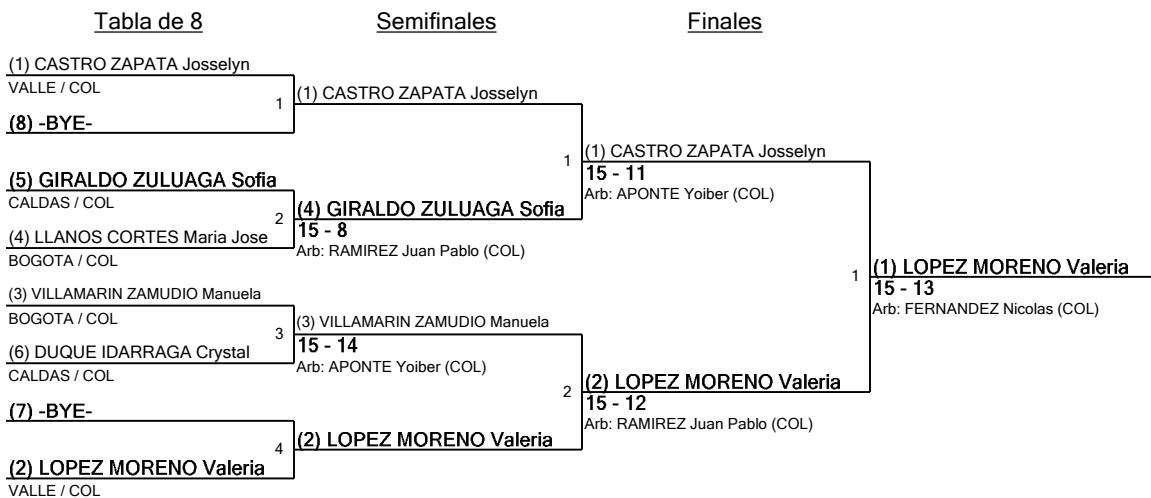 Tabla de 8
Semifinales
Finales
(1) CASTRO ZAPATA Josselyn
VALLE / COL
1
(1) CASTRO ZAPATA Josselyn
(8) -BYE-
1
(1) CASTRO ZAPATA Josselyn
15 - 11
Arb: APONTE Yoiber (COL)
(5) GIRALDO ZULUAGA Sofia
CALDAS / COL
2
(4) GIRALDO ZULUAGA Sofia
15 - 8
Arb: RAMIREZ Juan Pablo (COL)
(4) LLANOS CORTES Maria Jose
BOGOTA / COL
1
(1) LOPEZ MORENO Valeria
15 - 13
Arb: FERNANDEZ Nicolas (COL)
(3) VILLAMARIN ZAMUDIO Manuela
BOGOTA / COL
3
(3) VILLAMARIN ZAMUDIO Manuela
15 - 14
Arb: APONTE Yoiber (COL)
(6) DUQUE IDARRAGA Crystal
CALDAS / COL
2
(2) LOPEZ MORENO Valeria
15 - 12
Arb: RAMIREZ Juan Pablo (COL)
(7) -BYE-
4
(2) LOPEZ MORENO Valeria
(2) LOPEZ MORENO Valeria
VALLE / COL